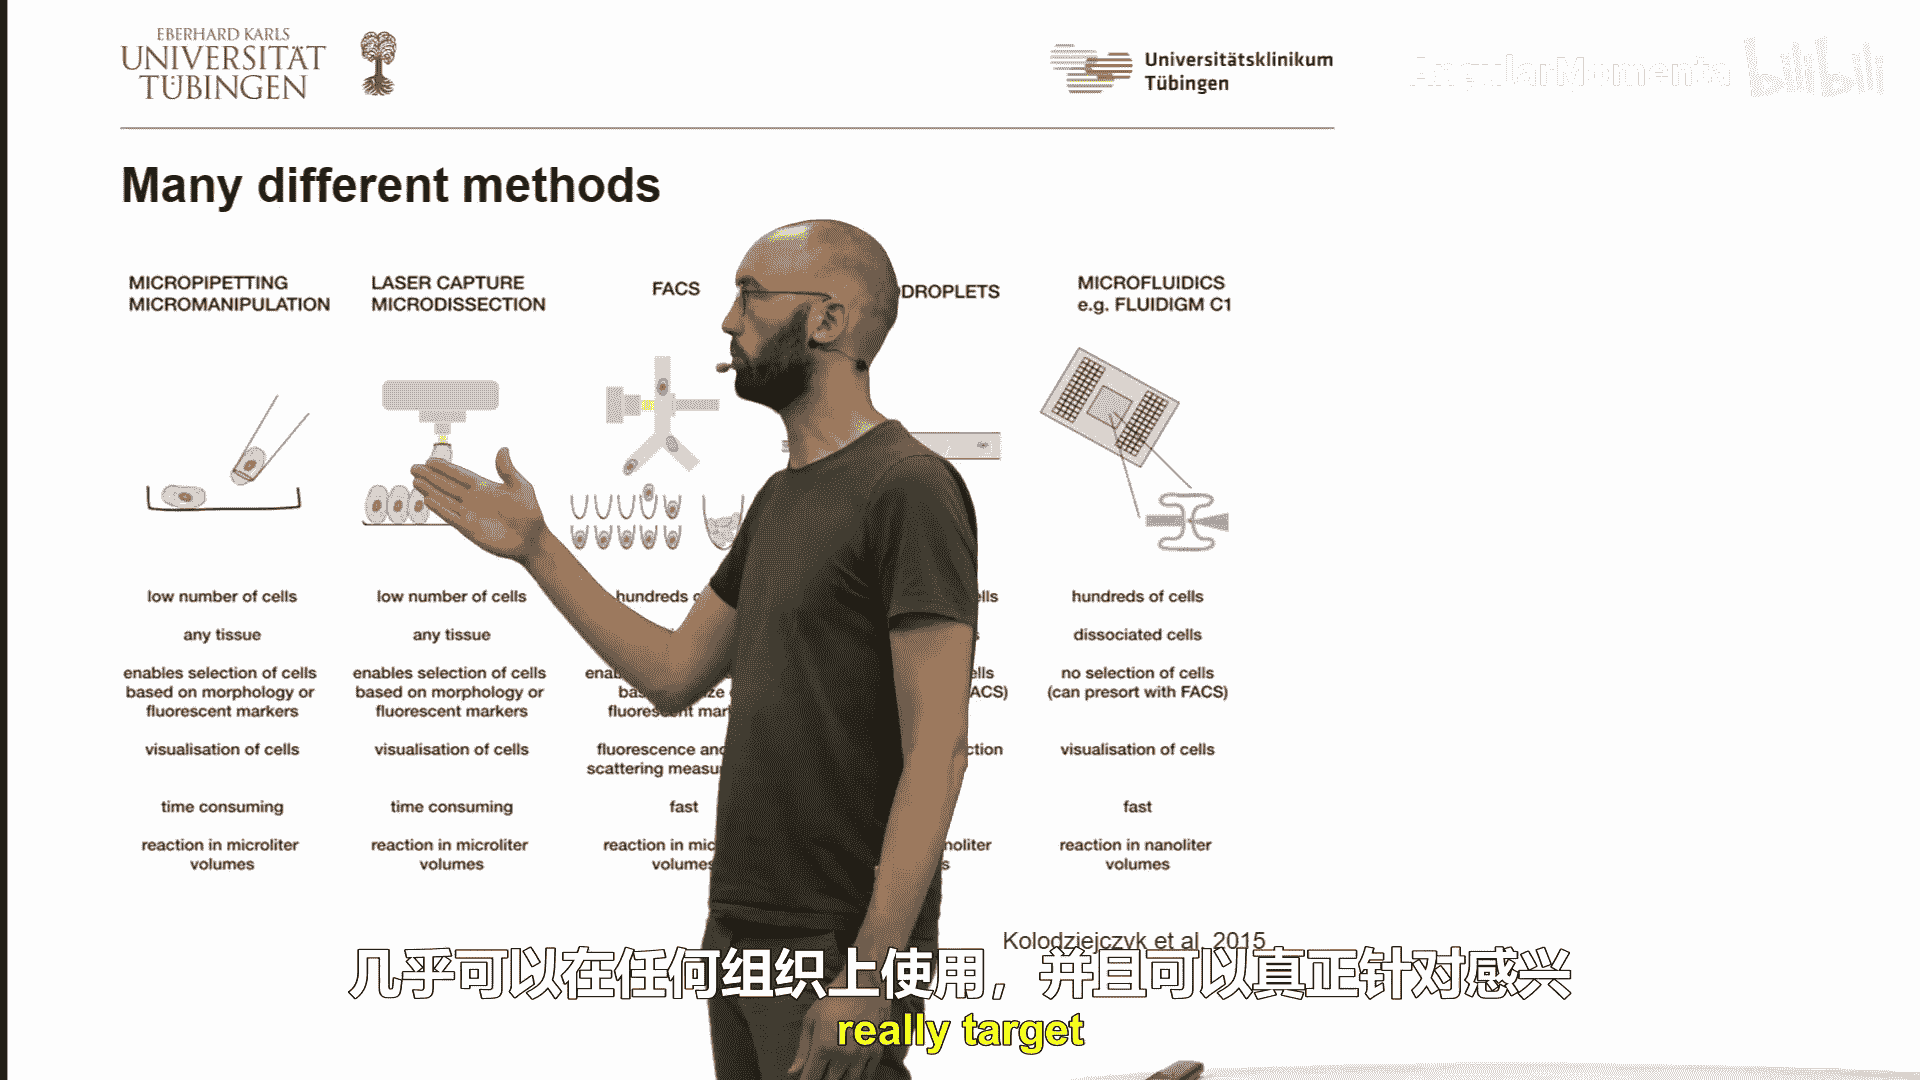 EBERHARD KARLS
UNIVERSITÄT
TÜBINGEN
Universitätsklinikum
Tübingen
AngularMomenta bilibili
Many different methods
MICROPIPETTING
MICROMANIPULATION
low number of cells
any tissue
enables selection of cells
based on morphology or
fluorescent markers
visualisation of cells
time consuming
reaction in microliter
volumes
LASER CAPTURE
MICRODISSECTION
low number of cells
any tissue
enables selection of cells
based on morphology or
fluorescent markers
visualisation of cells
time consuming
reaction in microliter
volumes
FACS
hundreds
fluorescence
scattering
fast
reaction in
volumes
DROPLETS
MICROFLUIDICS
e.g. FLUIDIGM C1
hundreds of cells
dissociated cells
no selection of cells
(can presort with FACS)
visualisation of cells
fast
reaction in nanoliter
volumes
Kolodziejczyk et al. 2015
几乎可以在任何组织上使用，并且可以真正针对感兴
really target